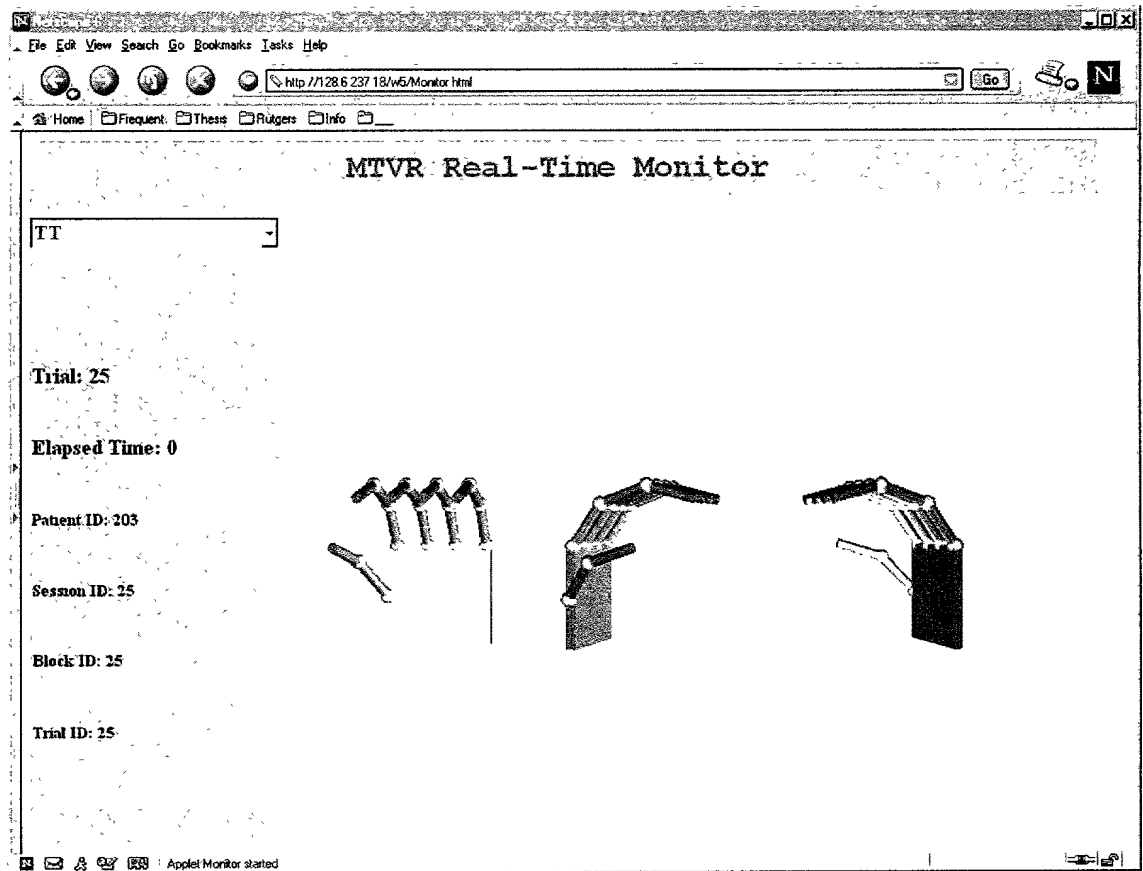 File Edit View Search Go Bookmarks Tasks Help
http //128.6 237 18/w5/Monitor html
Go
N
Home Frequent Thesis Rutgers Info
MTVR Real-Time Monitor
TT
Trial: 25
Elapsed Time: 0
Patient ID: 203
Session ID: 25
Block ID: 25
Trial ID: 25
Applet Monitor started